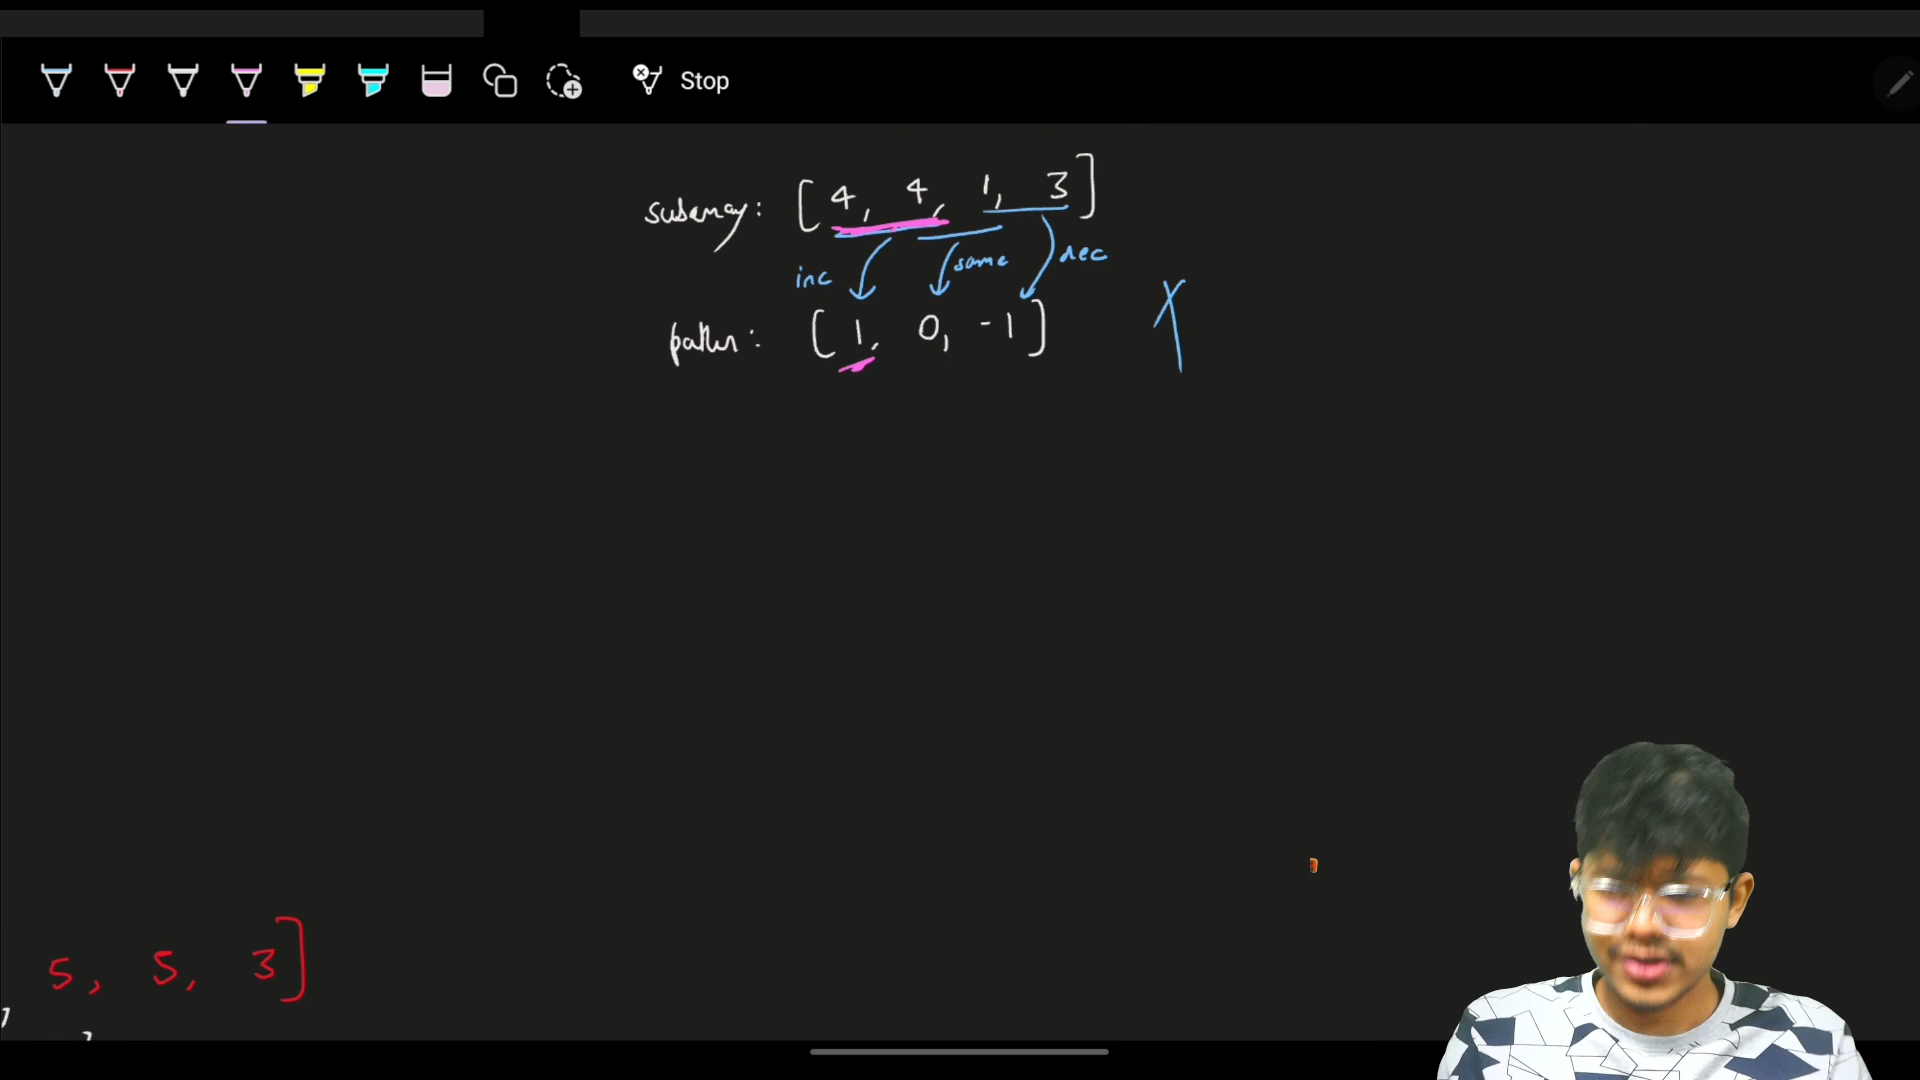 Stop
subarray: [4, 4, 1, 3]
inc same dec
pattern: [1, 0, -1]
5, 5, 3]